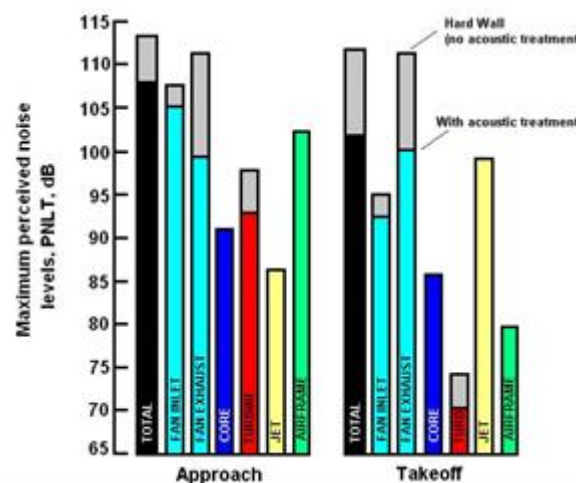 Maximum perceived noise
levels, PNLT, dB
115
110
105
100
95
90
85
80
75
70
65
Hard Wall
(no acoustic treatment
With acoustic treatment
TOTAL
FAN INLET
FAN EXHAUST
CORE
TURBINE
JET
AIRFRAME
TOTAL
FAN INLET
FAN EXHAUST
CORE
JET
AIRFRAME
Approach
Takeoff